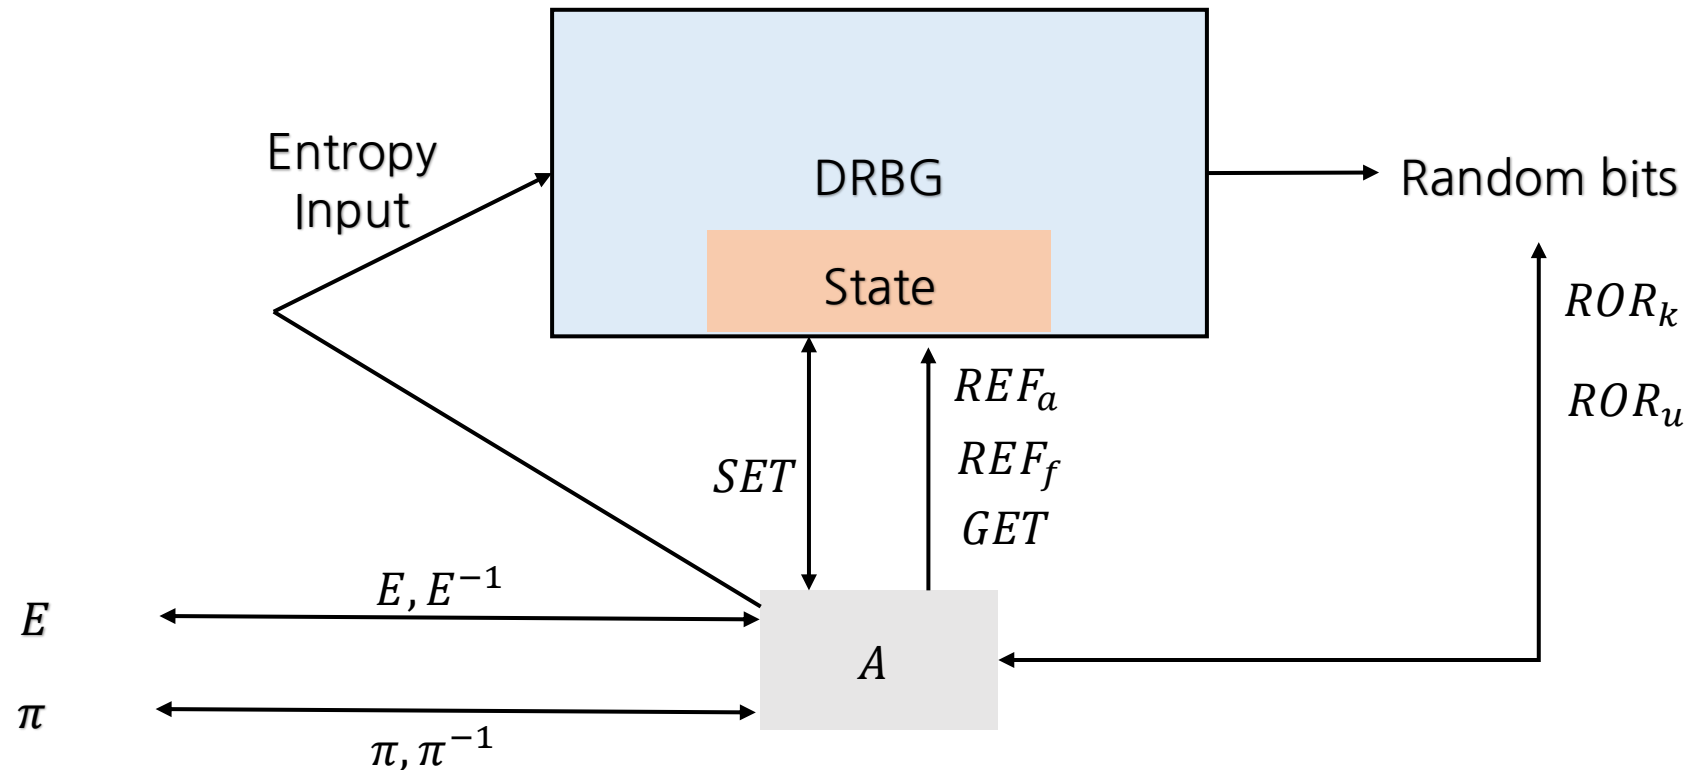 Entropy
Input
DRBG
State
Random bits
ROR_k
ROR_u
REF_a
REF_f
GET
SET
E
E, E^{-1}
A
π
π, π^{-1}